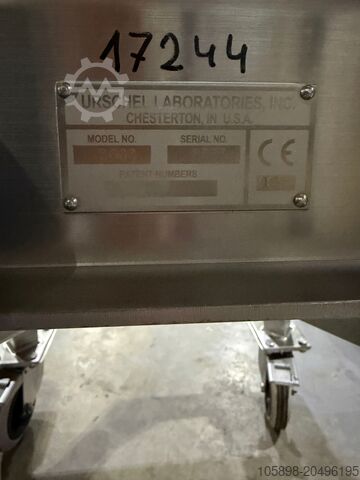 17244
URSCHEL LABORATORIES, INC.
CHESTERTON, IN U.S.A.
MODEL NO. SERIAL NO.
PATENT NUMBERS
CE
105898-20496195